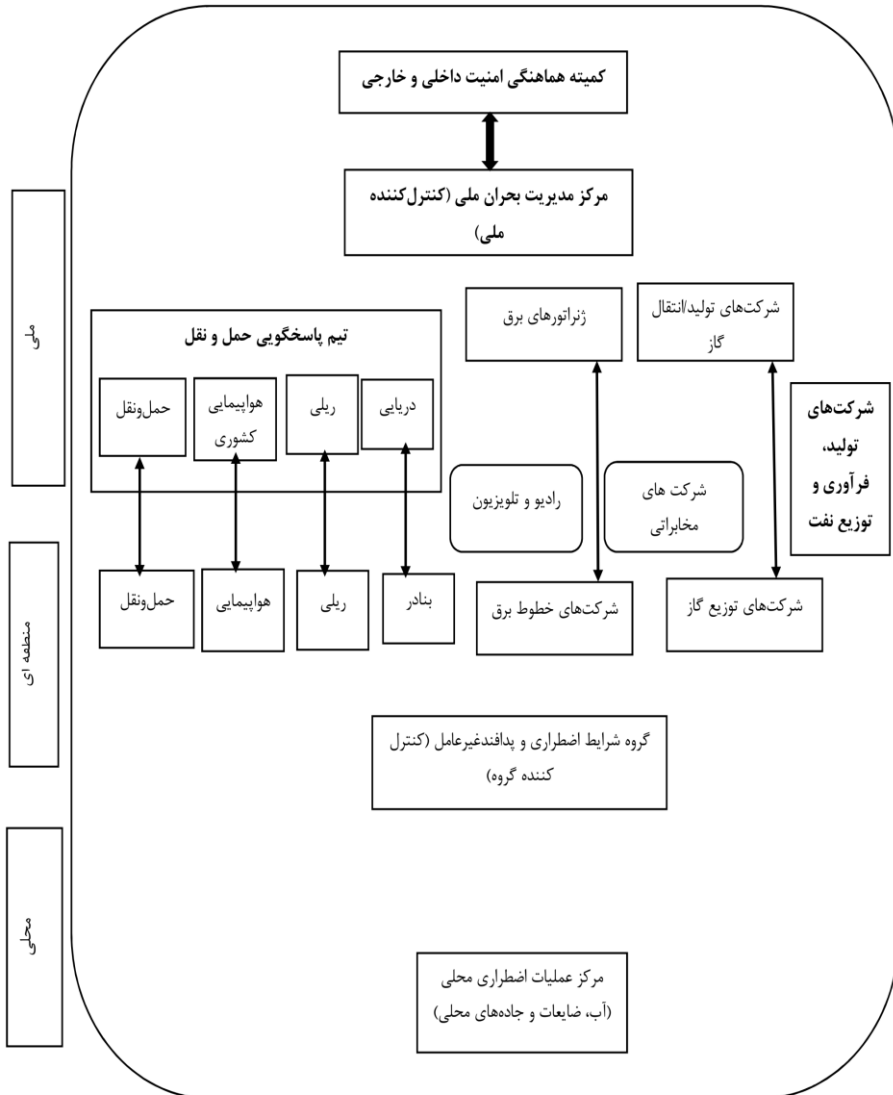 کمیته هماهنگی امنیت داخلی و خارجی
مرکز مدیریت بحران ملی (کنترل‌کننده
ملی)
ملی
شرکت‌های تولید/انتقال
گاز
ژنراتورهای برق
تیم پاسخگویی حمل و نقل
دریایی
ریلی
هواپیمایی
کشوری
حمل‌ونقل
شرکت‌های
تولید،
فرآوری و
توزیع نفت
شرکت های
مخابراتی
رادیو و تلویزیون
منطقه ای
شرکت‌های توزیع گاز
شرکت‌های خطوط برق
بنادر
ریلی
هواپیمایی
حمل‌ونقل
گروه شرایط اضطراری و پدافندغیرعامل (کنترل
کننده گروه)
محلی
مرکز عملیات اضطراری محلی
(آب، ضایعات و جاده‌های محلی)